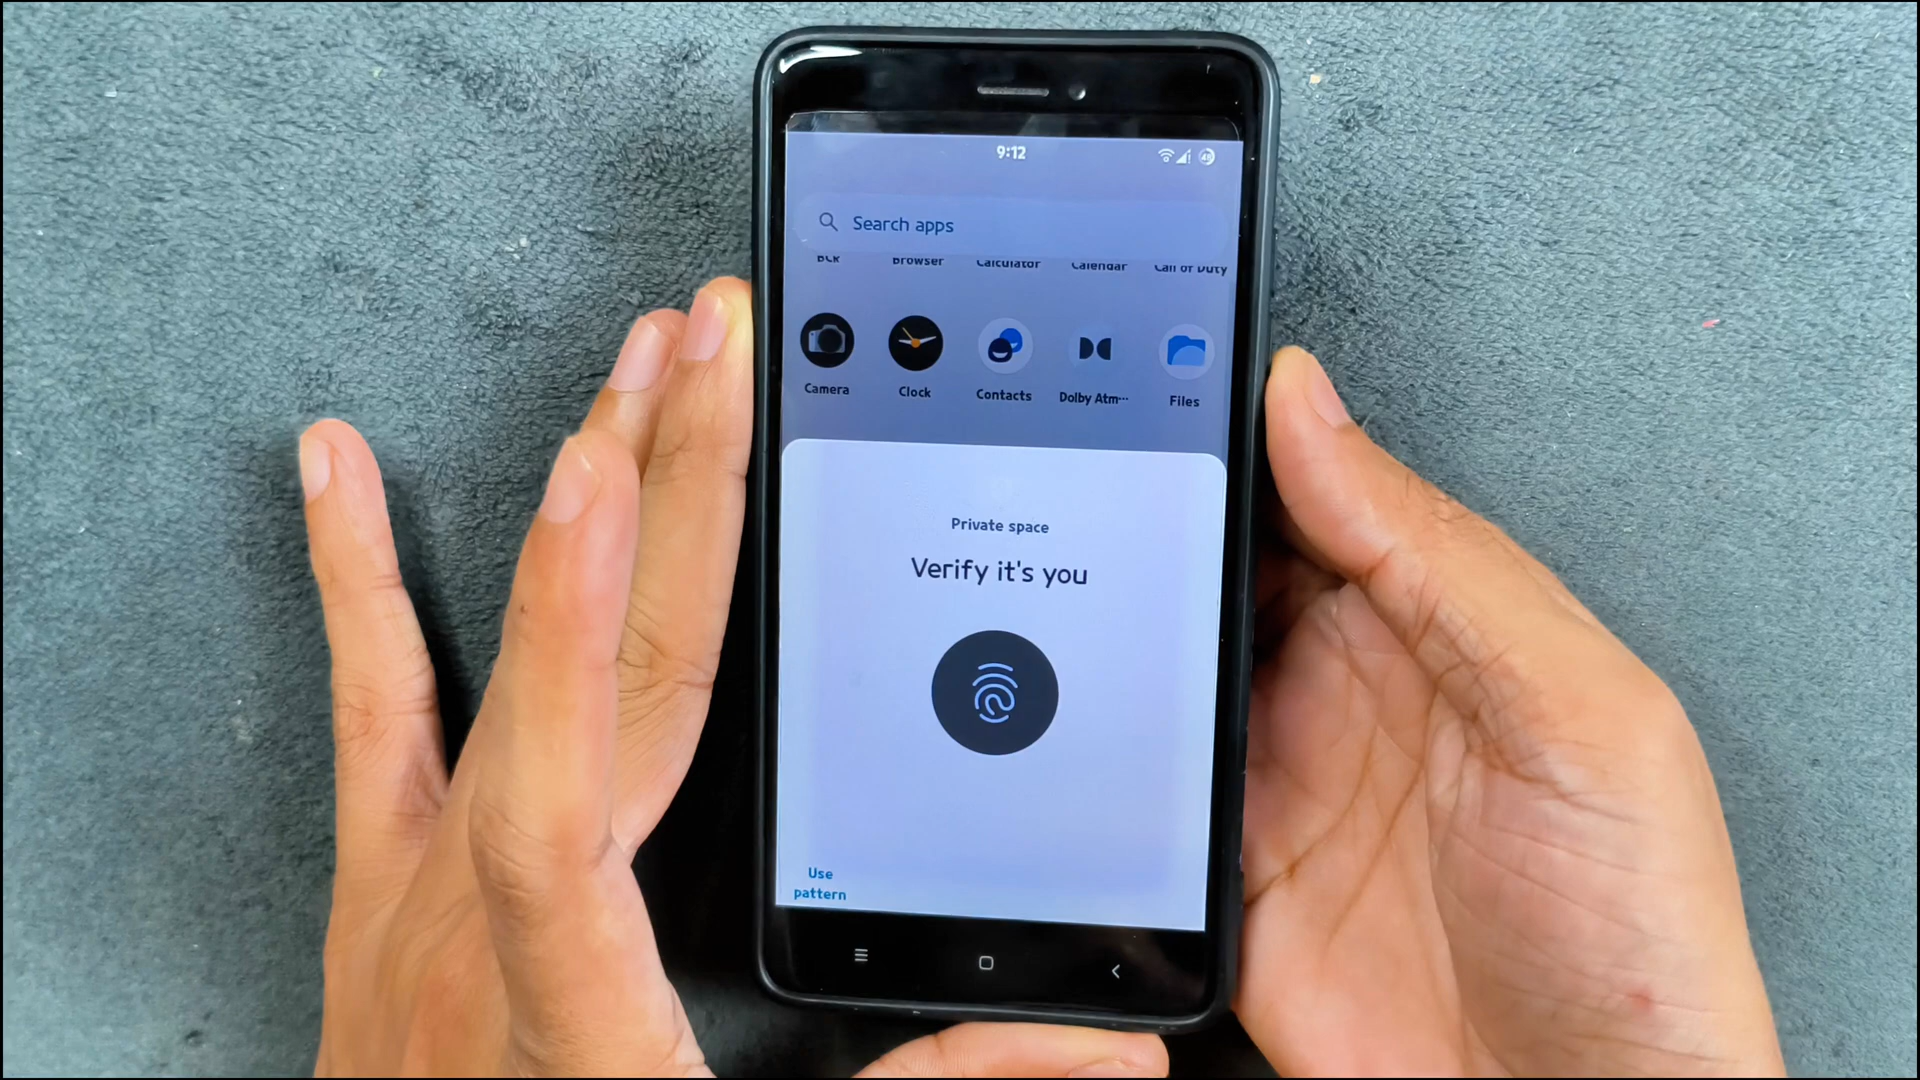 9:12
48
Search apps
Browser Calculator Calendar Call of Duty
Camera Clock Contacts Dolby Atm... Files
Private space
Verify it's you
Use
pattern